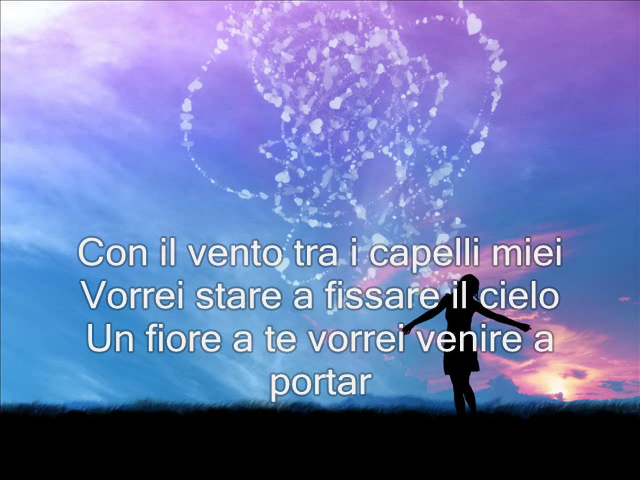 Con il vento tra i capelli miei
Vorrei stare a fissare il cielo
Un fiore a te vorrei venire a
portar